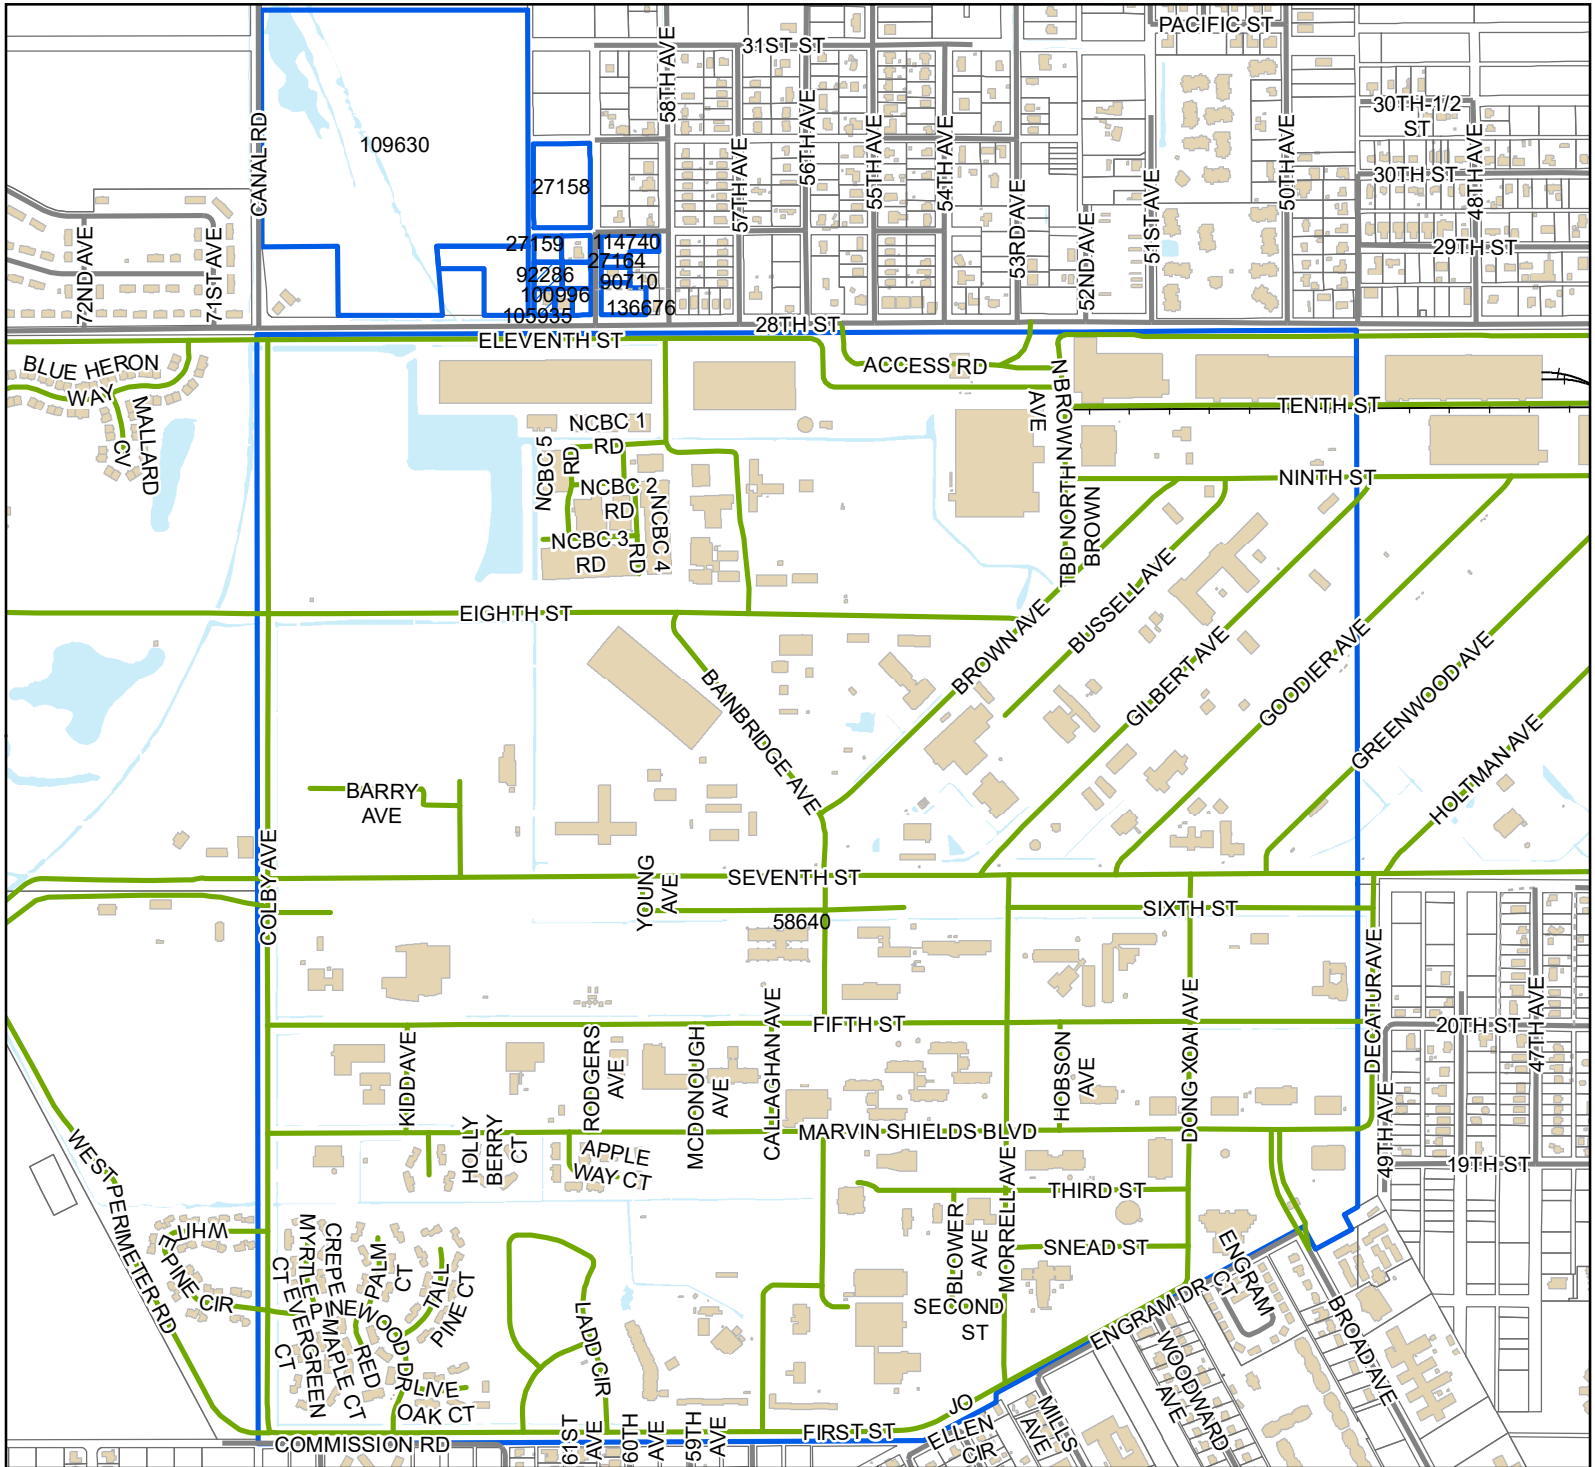 PACIFIC ST
31ST ST
58TH AVE
CANAL RD
109630
56TH AVE
55TH AVE
54TH AVE
57TH AVE
50TH AVE
30TH 1/2
ST
48TH AVE
30TH ST
27158
53RD AVE
52ND AVE
51ST AVE
72ND AVE
71ST AVE
29TH ST
27159
114740
27164
92286
90710
100996
136676
105935
28TH ST
ELEVENTH ST
BLUE HERON
WAY
MALLARD
CV
ACCESS RD
N BROWN
AVE
TENTH ST
NCBC 1
RD
NCBC 5
RD
NCBC 2
RD
NCBC 4
RD
NCBC 3
RD
NINTH ST
TBD NORTH
BROWN
EIGHTH ST
BROWN AVE
BUSSELL AVE
GILBERT AVE
GOODIER AVE
GREENWOOD AVE
HOLTMAN AVE
BAINBRIDGE AVE
BARRY
AVE
COLBY AVE
YOUNG
AVE
SEVENTH ST
58640
SIXTH ST
DECATUR AVE
FIFTH ST
20TH ST
47TH AVE
KIDD AVE
RODGERS
AVE
MCDONOUGH
AVE
CALLAGHAN AVE
HOBSON
AVE
DONG XOAI AVE
49TH AVE
MARVIN SHIELDS BLVD
HOLLY
BERRY
CT
APPLE
WAY CT
19TH ST
WEST PERIMETER RD
THIRD ST
BLOWER
AVE
MORRELL AVE
SNEAD ST
WHIT
E PINE CIR
CREPE
MYRTLE
CT
PALM
CT
TALL
PINE CT
PINEWOOD DR
EVERGREEN
CT
MAPLE CT
RED
LIVE
OAK CT
LADD CIR
SECOND
ST
ENGRAM DR
ENGRAM
CT
WOODWARD
AVE
BROAD AVE
JO
ELLEN
CIR
MILLS
AVE
FIRST ST
COMMISSION RD
61ST
AVE
60TH
AVE
59TH
AVE